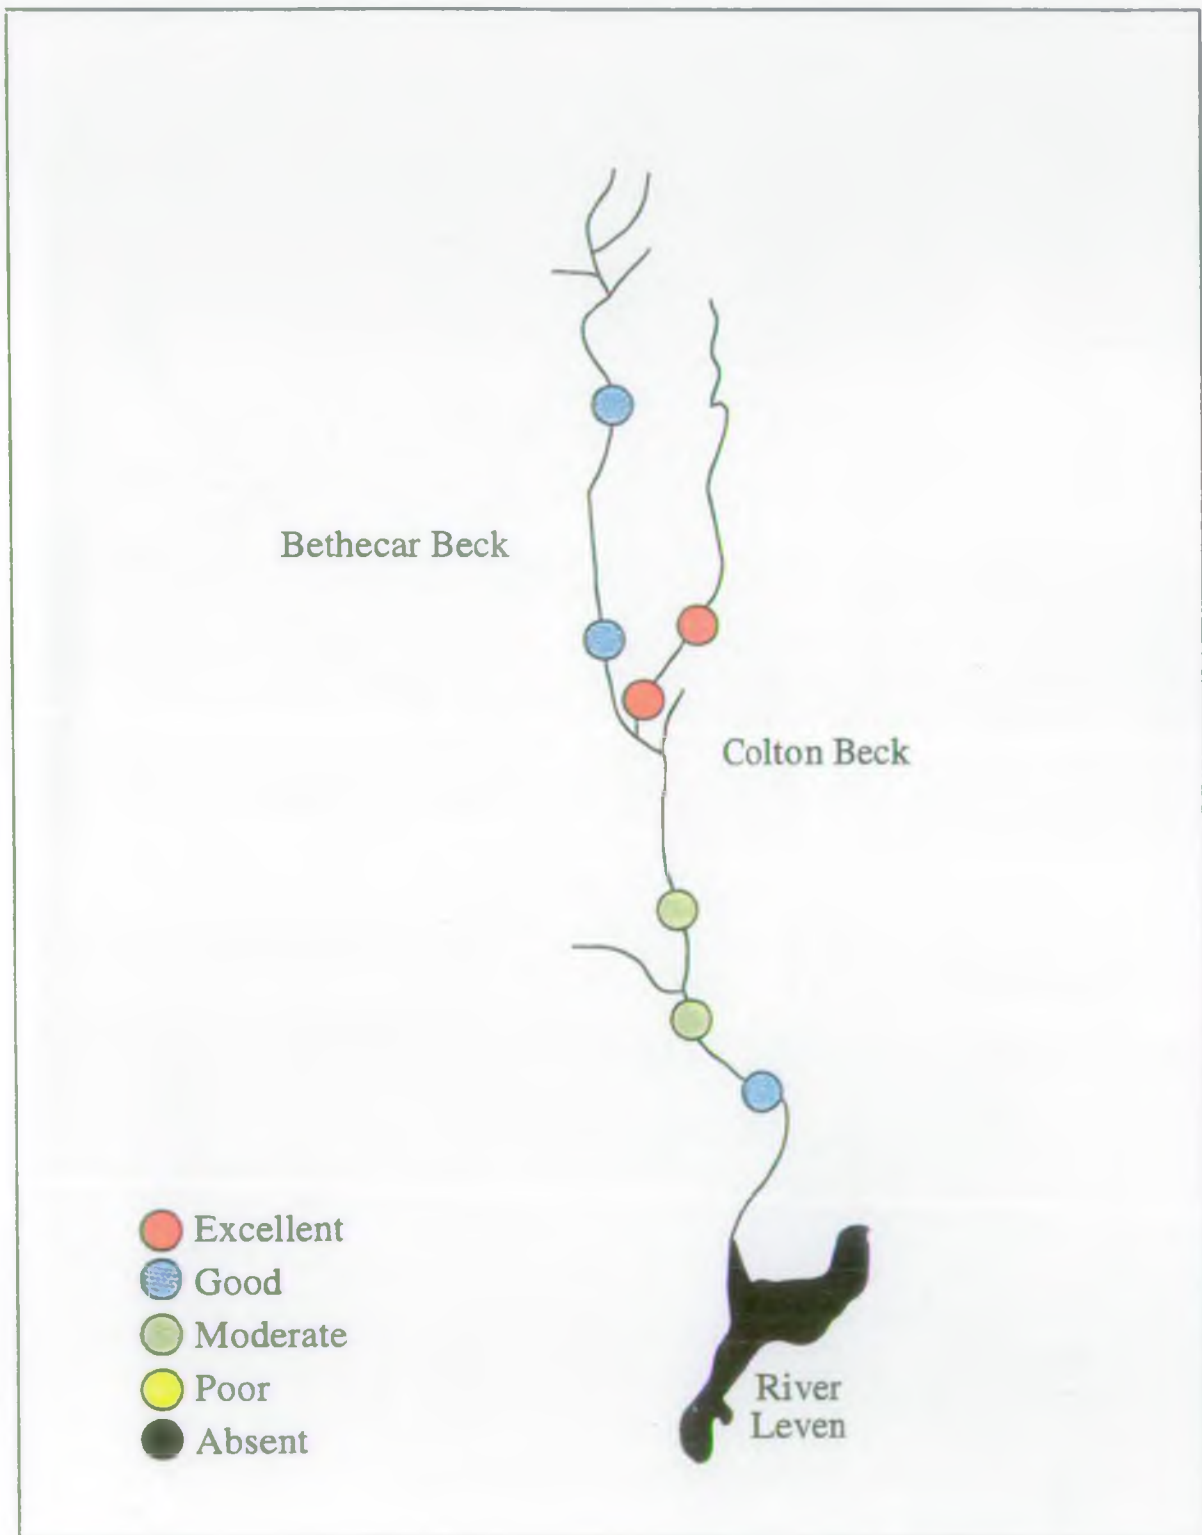 Bethecar Beck
Colton Beck
Excellent
Good
Moderate
Poor
Absent
River
Leven